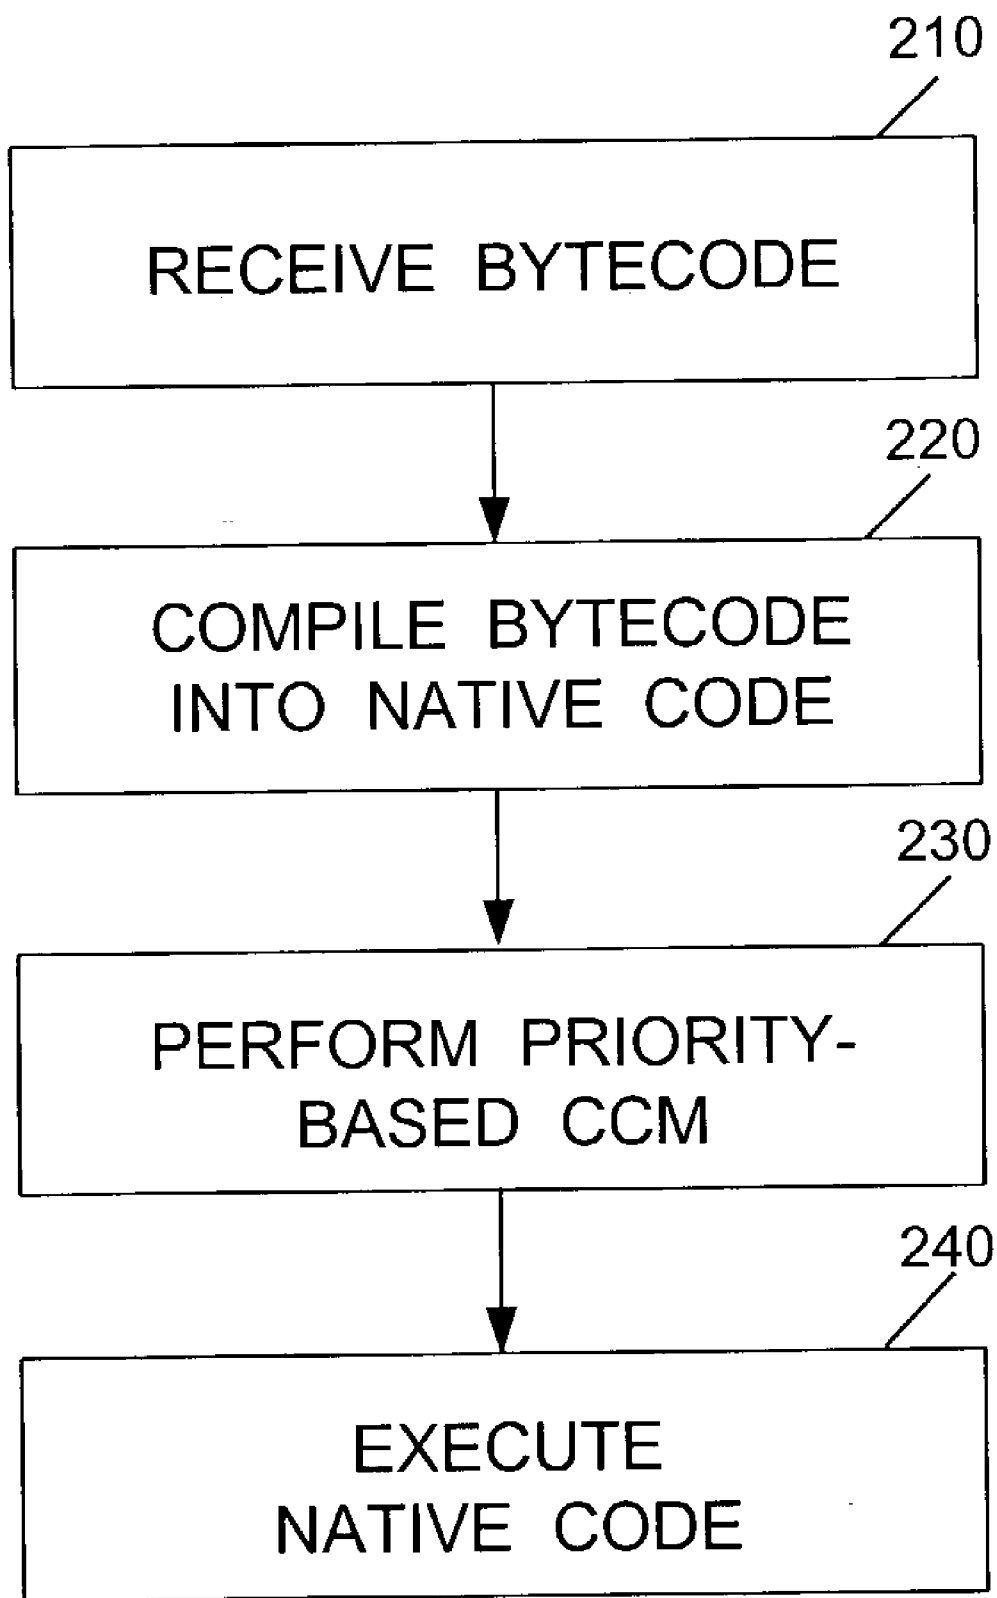 210
RECEIVE BYTECODE
220
COMPILE BYTECODE
INTO NATIVE CODE
230
PERFORM PRIORITY-
BASED CCM
240
EXECUTE
NATIVE CODE